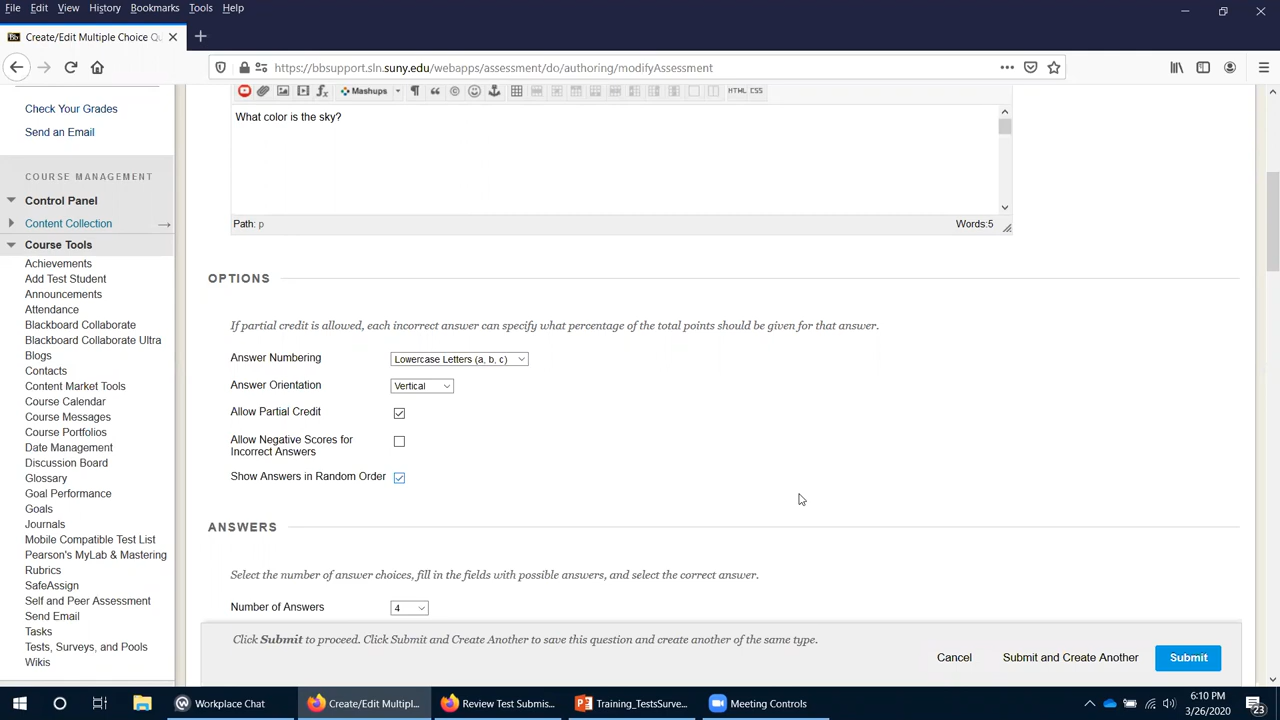 File Edit View History Bookmarks Tools Help
Create/Edit Multiple Choice Qu
https://bbsupport.sln.suny.edu/webapps/assessment/do/authoring/modifyAssessment
Check Your Grades
Send an Email
COURSE MANAGEMENT
Control Panel
Content Collection
Course Tools
Achievements
Add Test Student
Announcements
Attendance
Blackboard Collaborate
Blackboard Collaborate Ultra
Blogs
Contacts
Content Market Tools
Course Calendar
Course Messages
Course Portfolios
Date Management
Discussion Board
Glossary
Goal Performance
Goals
Journals
Mobile Compatible Test List
Pearson's MyLab & Mastering
Rubrics
SafeAssign
Self and Peer Assessment
Send Email
Tasks
Tests, Surveys, and Pools
Wikis
Mashups HTML CSS
What color is the sky?
Path: p Words:5
OPTIONS
If partial credit is allowed, each incorrect answer can specify what percentage of the total points should be given for that answer.
Answer Numbering Lowercase Letters (a, b, c)
Answer Orientation Vertical
Allow Partial Credit
Allow Negative Scores for
Incorrect Answers
Show Answers in Random Order
ANSWERS
Select the number of answer choices, fill in the fields with possible answers, and select the correct answer.
Number of Answers 4
Click Submit to proceed. Click Submit and Create Another to save this question and create another of the same type.
Cancel Submit and Create Another Submit
Workplace Chat Create/Edit Multipl... Review Test Submis... Training_TestsSurve... Meeting Controls
6:10 PM
3/26/2020
23